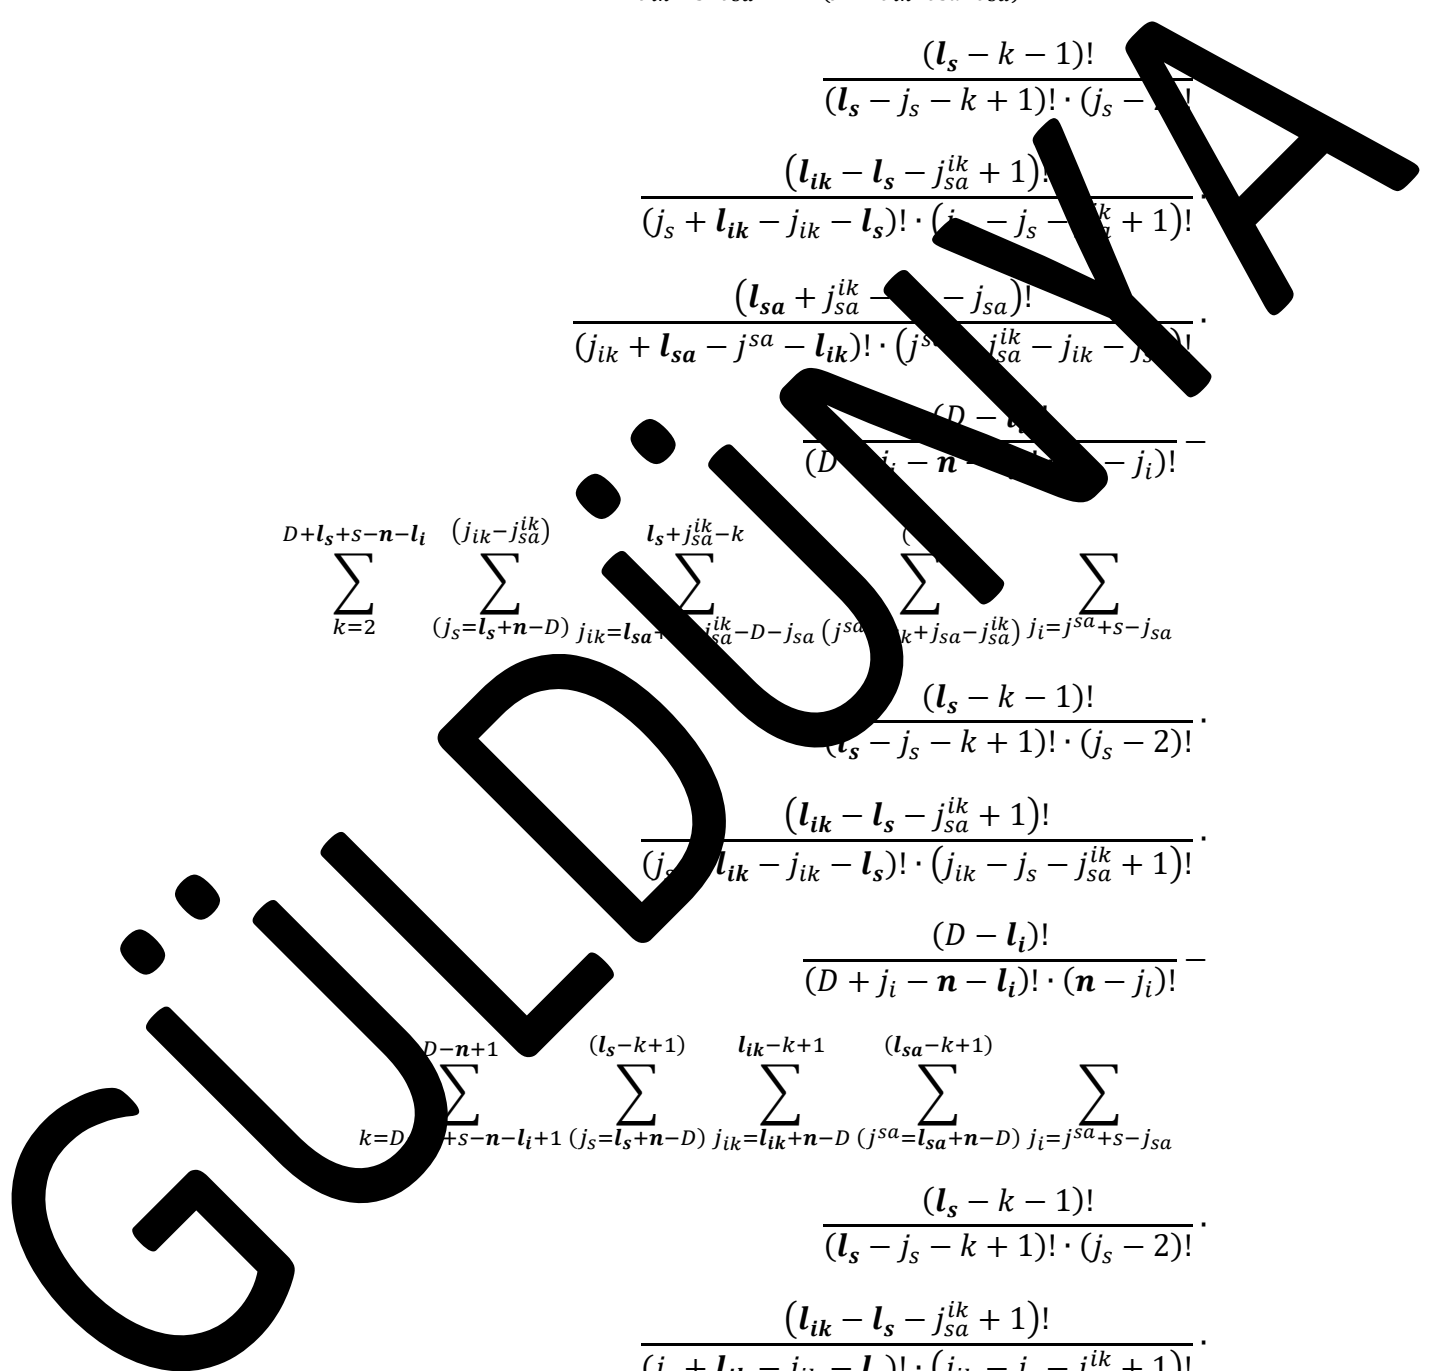 (l_s − k − 1)!
(l_s − j_s − k + 1)! · (j_s − !
(l_ik − l_s − j_sa^ik + 1)!
(j_s + l_ik − j_ik − l_s)! · ( − j_s − + 1)!
(l_sa + j_sa^ik − − j_sa)! ·
(j_ik + l_sa − j^sa − l_ik)! · ( j_sa^ik − j_ik − )!
(D − !
(D j_i − n − j_i)! −
D+l_s+s−n−l_i (j_ik−j_sa^ik) l_s+j_sa^ik−k (
∑ ∑ ∑ ∑ ∑
k=2 (j_s=l_s+n−D) j_ik=l_sa+ −D−j_sa (j^sa +j_sa−j_sa^ik) j_i=j^sa+s−j_sa
(l_s − k − 1)! ·
(l_s − j_s − k + 1)! · (j_s − 2)!
(l_ik − l_s − j_sa^ik + 1)! ·
(j_s l_ik − j_ik − l_s)! · (j_ik − j_s − j_sa^ik + 1)!
(D − l_i)! −
(D + j_i − n − l_i)! · (n − j_i)!
D−n+1 (l_s−k+1) l_ik−k+1 (l_sa−k+1)
∑ ∑ ∑ ∑ ∑
k=D +s−n−l_i+1 (j_s=l_s+n−D) j_ik=l_ik+n−D (j^sa=l_sa+n−D) j_i=j^sa+s−j_sa
(l_s − k − 1)! ·
(l_s − j_s − k + 1)! · (j_s − 2)!
(l_ik − l_s − j_sa^ik + 1)! ·
GÜLDÜNYA